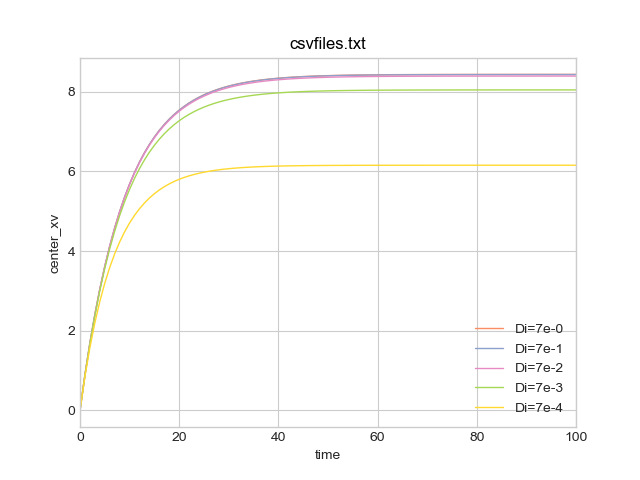 csvfiles.txt
center_xv
8
6
4
2
0
Di=7e-0
Di=7e-1
Di=7e-2
Di=7e-3
Di=7e-4
0 20 40 60 80 100
time